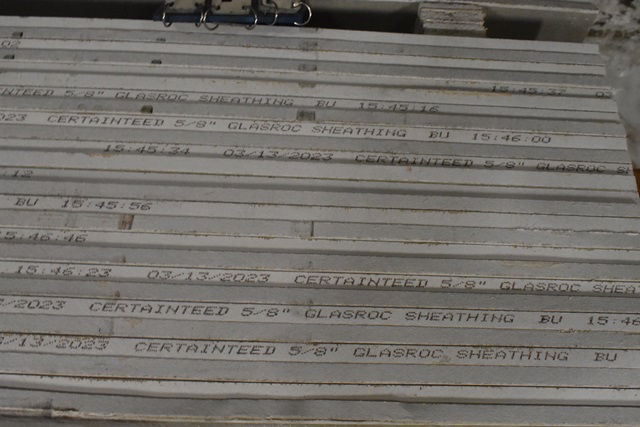 02
15:45:37 0
NTEED 5/8" GLASROC SHEATHING BU 15:45:16
023 CERTAINTEED 5/8" GLASROC SHEATHING BU 15:46:00
15:45:34 03/13/2023 CERTAINTEED 5/8" GLASROC S
:12
BU 15:45:56
5:46:46
15:46:23 03/13/2023 CERTAINTEED 5/8" GLASROC SHEA
/2023 CERTAINTEED 5/8" GLASROC SHEATHING BU 15:46
/13/2023 CERTAINTEED 5/8" GLASROC SHEATHING BU